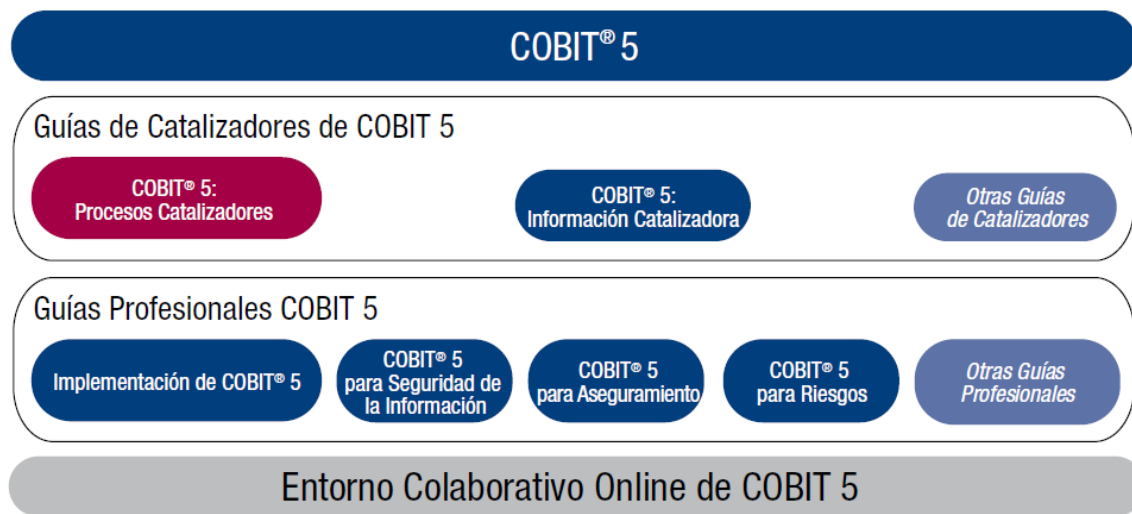 COBIT® 5
Guías de Catalizadores de COBIT 5
COBIT® 5:
Procesos Catalizadores
COBIT® 5:
Información Catalizadora
Otras Guías
de Catalizadores
Guías Profesionales COBIT 5
Implementación de COBIT® 5
COBIT® 5
para Seguridad de
la Información
COBIT® 5
para Aseguramiento
COBIT® 5
para Riesgos
Otras Guías
Profesionales
Entorno Colaborativo Online de COBIT 5